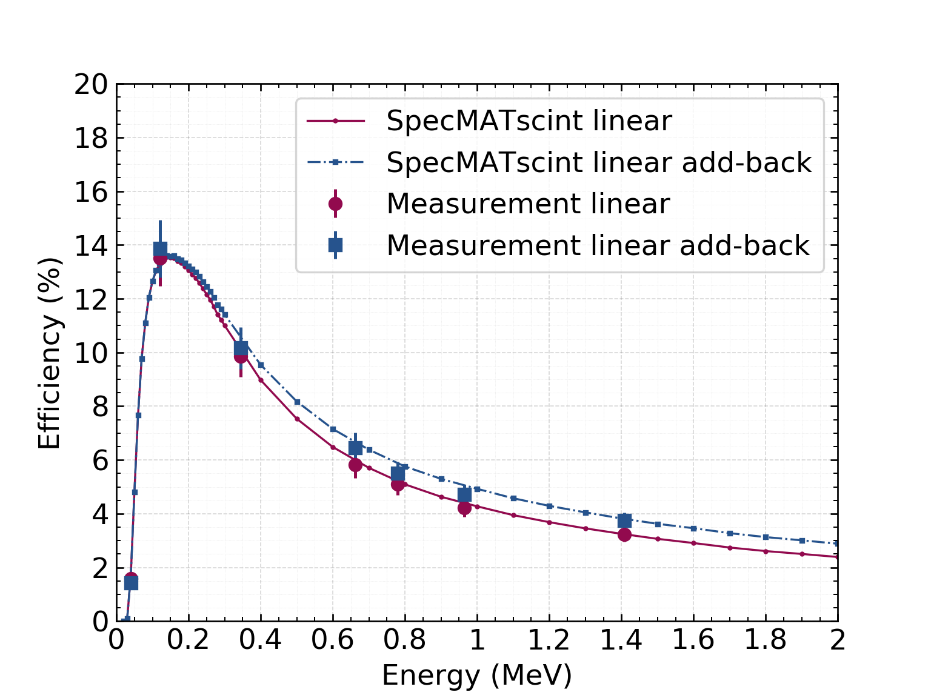 20
18
16
14
12
10
8
6
4
2
0
Efficiency (%)
SpecMATscint linear
SpecMATscint linear add-back
Measurement linear
Measurement linear add-back
0 0.2 0.4 0.6 0.8 1 1.2 1.4 1.6 1.8 2
Energy (MeV)